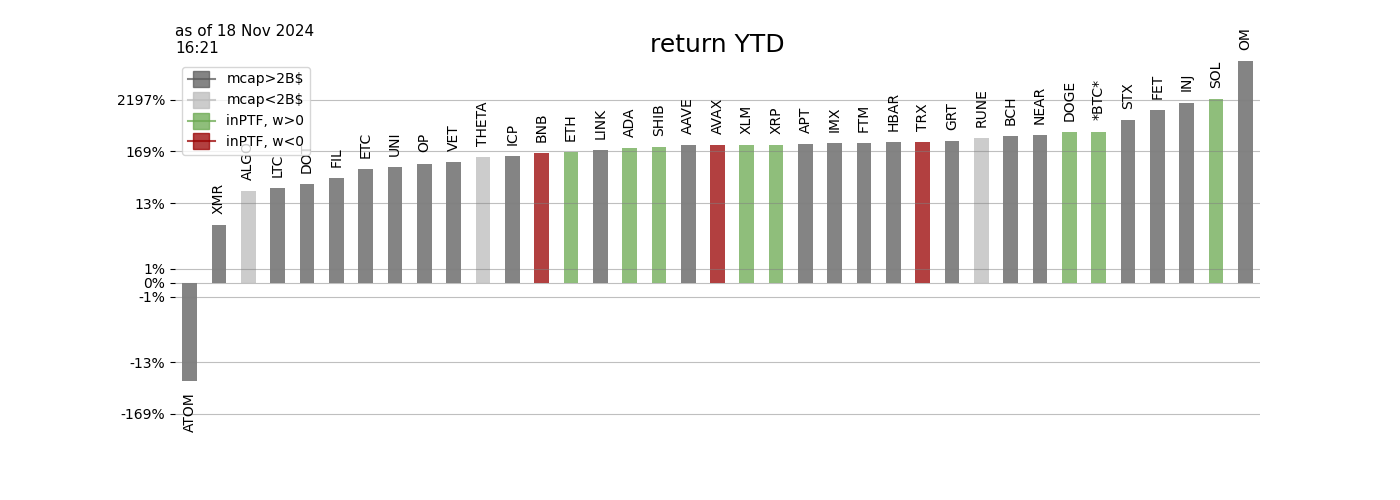 as of 18 Nov 2024
16:21
return YTD
mcap>2B$
mcap<2B$
inPTF, w>0
inPTF, w<0
2197%
169%
13%
1%
0%
-1%
-13%
-169%
ATOM
XMR
ALGO
LTC
DOT
FIL
ETC
UNI
OP
VET
THETA
ICP
BNB
ETH
LINK
ADA
SHIB
AAVE
AVAX
XLM
XRP
APT
IMX
FTM
HBAR
TRX
GRT
RUNE
BCH
NEAR
DOGE
*BTC*
STX
FET
INJ
SOL
OM